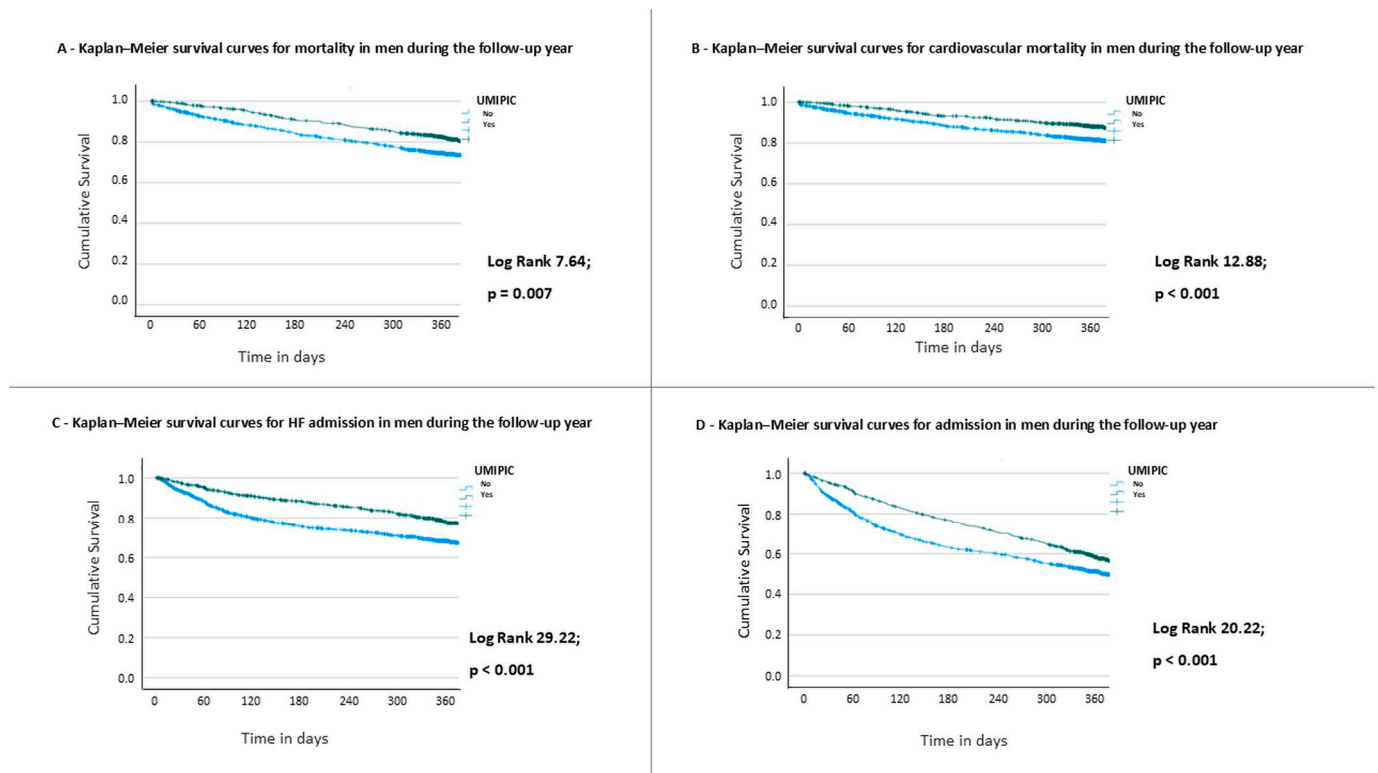 A - Kaplan–Meier survival curves for mortality in men during the follow-up year
UMIPIC
No
Yes
Cumulative Survival
1.0
0.8
0.6
0.4
0.2
0.0
0 60 120 180 240 300 360
Time in days
Log Rank 7.64;
p = 0.007
B - Kaplan–Meier survival curves for cardiovascular mortality in men during the follow-up year
UMIPIC
No
Yes
Cumulative Survival
1.0
0.8
0.6
0.4
0.2
0.0
0 60 120 180 240 300 360
Time in days
Log Rank 12.88;
p < 0.001
C - Kaplan–Meier survival curves for HF admission in men during the follow-up year
UMIPIC
No
Yes
Cumulative Survival
1.0
0.8
0.6
0.4
0.2
0.0
0 60 120 180 240 300 360
Time in days
Log Rank 29.22;
p < 0.001
D - Kaplan–Meier survival curves for admission in men during the follow-up year
UMIPIC
No
Yes
Cumulative Survival
1.0
0.8
0.6
0.4
0.2
0.0
0 60 120 180 240 300 360
Time in days
Log Rank 20.22;
p < 0.001